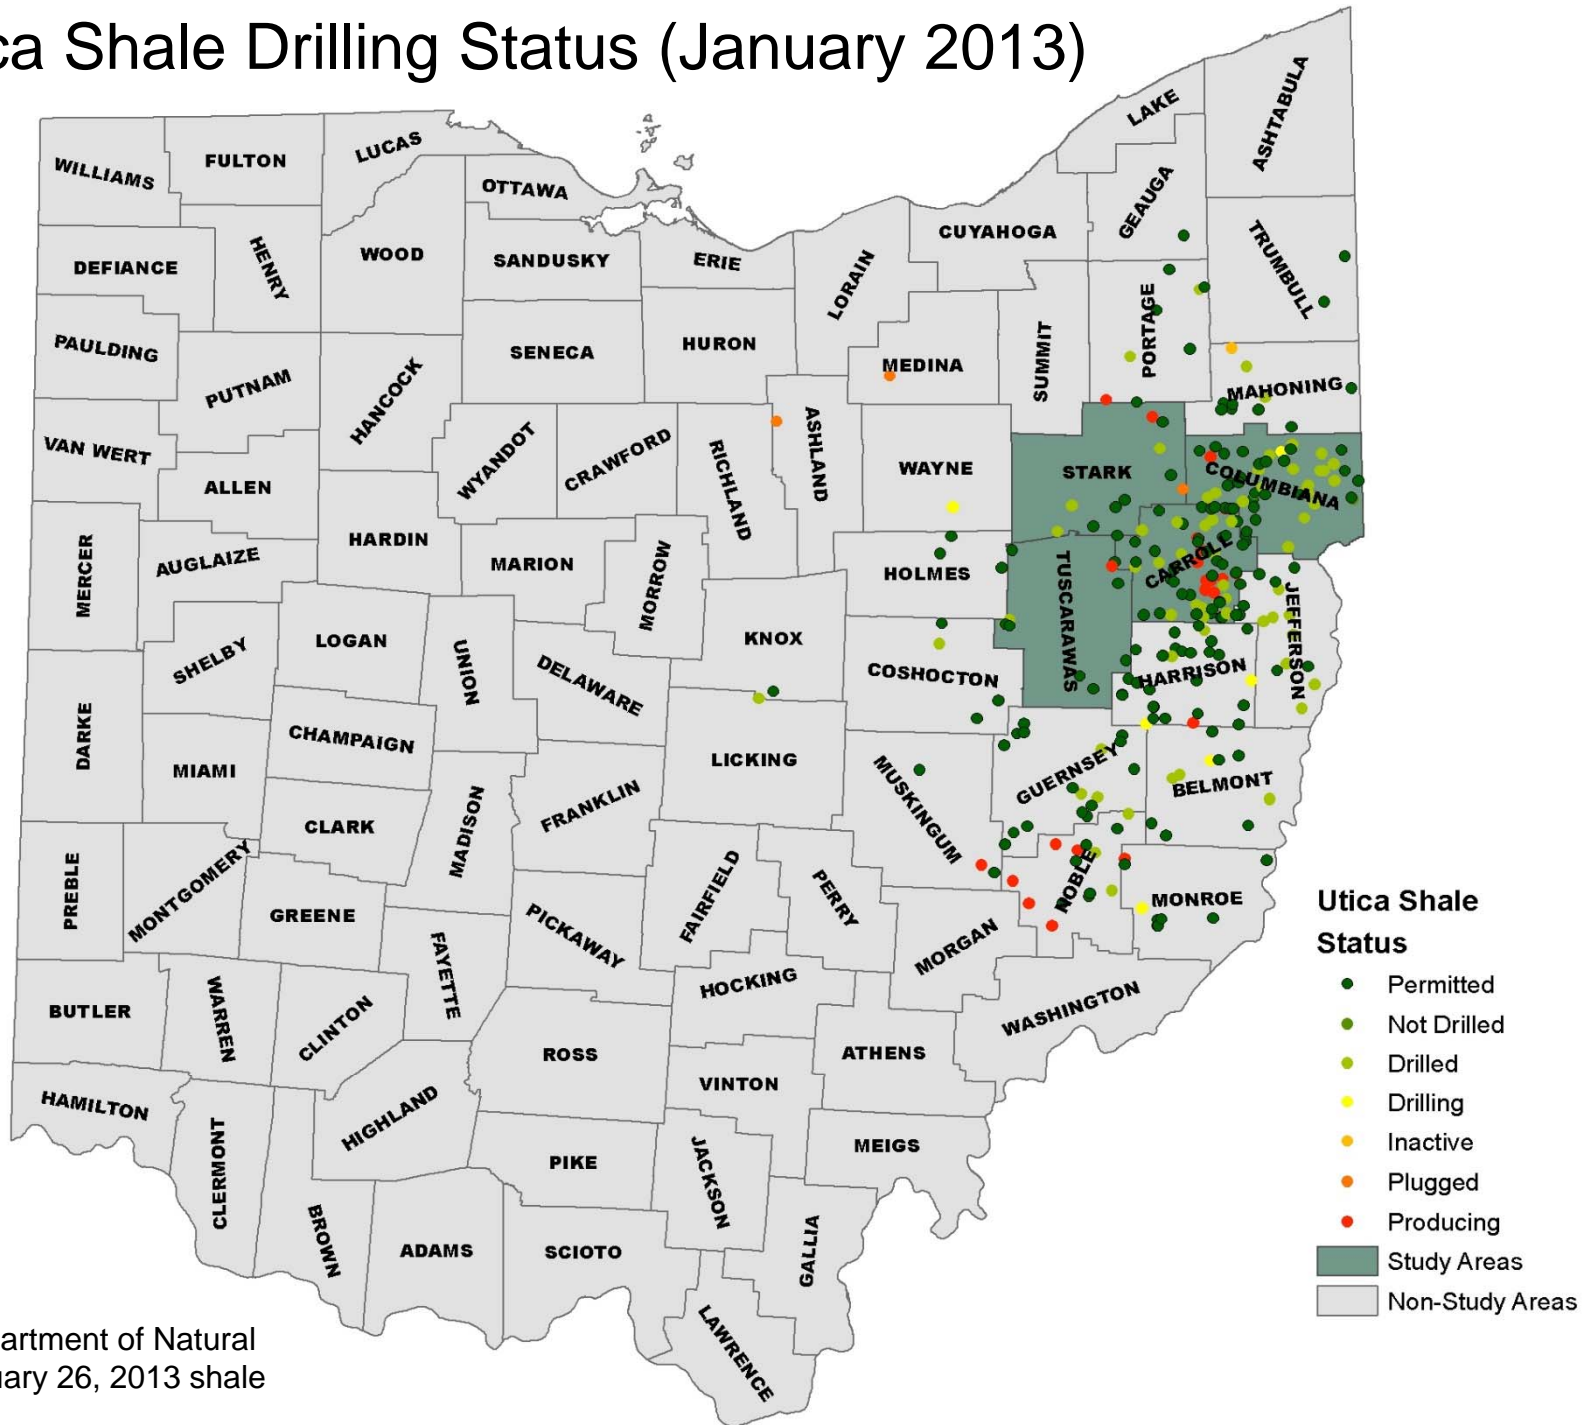 ca Shale Drilling Status (January 2013)
WILLIAMS
FULTON
LUCAS
OTTAWA
LAKE
ASHTABULA
GEAUGA
CUYAHOGA
DEFIANCE
HENRY
WOOD
SANDUSKY
ERIE
LORAIN
TRUMBULL
PAULDING
PUTNAM
HANCOCK
SENECA
HURON
MEDINA
SUMMIT
PORTAGE
MAHONING
VAN WERT
ALLEN
WYANDOT
CRAWFORD
RICHLAND
ASHLAND
WAYNE
STARK
COLUMBIANA
MERCER
AUGLAIZE
HARDIN
MARION
MORROW
HOLMES
TUSCARAWAS
CARROLL
JEFFERSON
SHELBY
LOGAN
UNION
DELAWARE
KNOX
COSHOCTON
HARRISON
DARKE
MIAMI
CHAMPAIGN
LICKING
MUSKINGUM
GUERNSEY
BELMONT
CLARK
MADISON
FRANKLIN
PREBLE
MONTGOMERY
GREENE
FAYETTE
PICKAWAY
FAIRFIELD
PERRY
MORGAN
NOBLE
MONROE
BUTLER
WARREN
CLINTON
ROSS
HOCKING
ATHENS
WASHINGTON
HAMILTON
CLERMONT
HIGHLAND
PIKE
VINTON
JACKSON
MEIGS
BROWN
ADAMS
SCIOTO
GALLIA
LAWRENCE
Utica Shale
Status
Permitted
Not Drilled
Drilled
Drilling
Inactive
Plugged
Producing
Study Areas
Non-Study Areas
artment of Natural
uary 26, 2013 shale